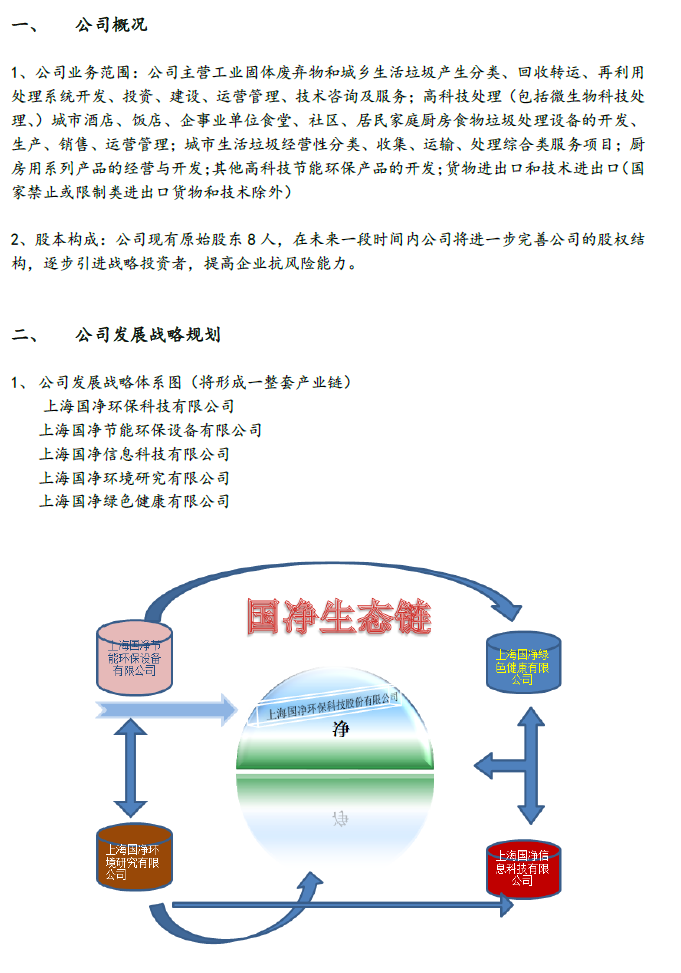 一、 公司概况
1、公司业务范围：公司主营工业固体废弃物和城乡生活垃圾产生分类、回收转运、再利用
处理系统开发、投资、建设、运营管理、技术咨询及服务；高科技处理（包括微生物科技处
理、）城市酒店、饭店、企事业单位食堂、社区、居民家庭厨房食物垃圾处理设备的开发、
生产、销售、运营管理；城市生活垃圾经营性分类、收集、运输、处理综合类服务项目；厨
房用系列产品的经营与开发；其他高科技节能环保产品的开发；货物进出口和技术进出口（国
家禁止或限制类进出口货物和技术除外）
2、股本构成：公司现有原始股东 8 人，在未来一段时间内公司将进一步完善公司的股权结
构，逐步引进战略投资者，提高企业抗风险能力。
二、 公司发展战略规划
1、 公司发展战略体系图（将形成一整套产业链）
上海国净环保科技有限公司
上海国净节能环保设备有限公司
上海国净信息科技有限公司
上海国净环境研究有限公司
上海国净绿色健康有限公司
国净生态链
上海国净节
能环保设备
有限公司
上海国净绿
色健康有限
公司
上海国净环保科技股份有限公司
净
净
上海国净环
境研究有限
公司
上海国净信
息科技有限
公司